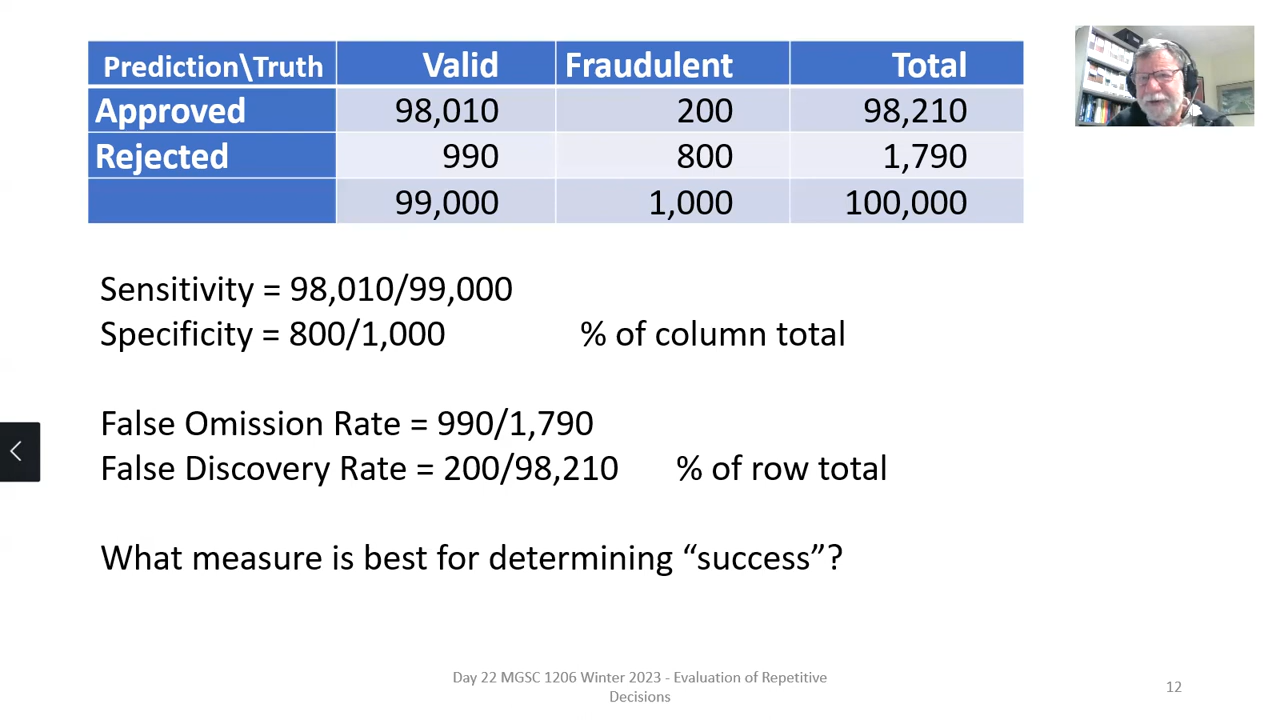 Prediction\Truth Valid Fraudulent Total
Approved 98,010 200 98,210
Rejected 990 800 1,790
99,000 1,000 100,000
Sensitivity = 98,010/99,000
Specificity = 800/1,000 % of column total
False Omission Rate = 990/1,790
False Discovery Rate = 200/98,210 % of row total
What measure is best for determining “success”?
Day 22 MGSC 1206 Winter 2023 - Evaluation of Repetitive
Decisions
12